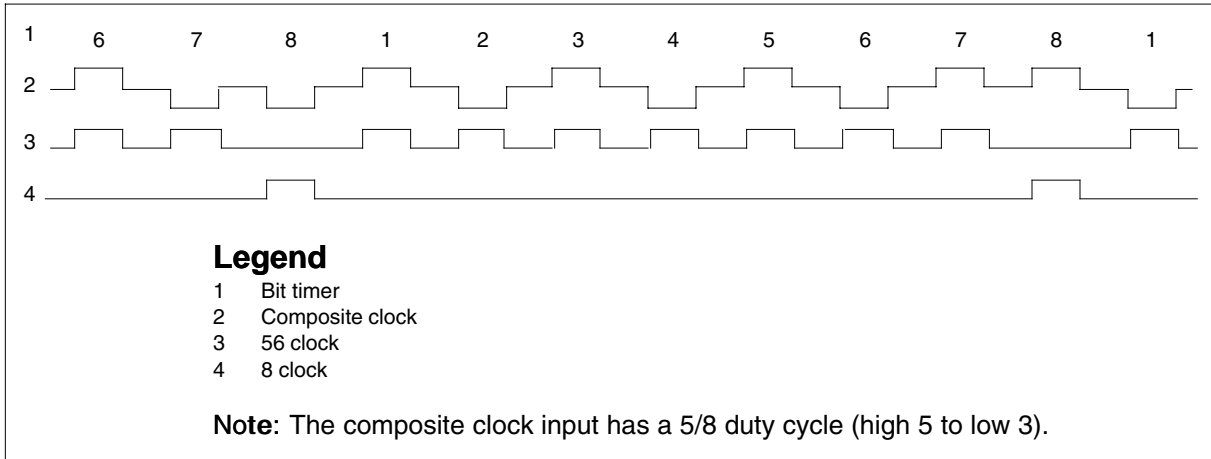 1 6 7 8 1 2 3 4 5 6 7 8 1
2
3
4
Legend
1 Bit timer
2 Composite clock
3 56 clock
4 8 clock
Note: The composite clock input has a 5/8 duty cycle (high 5 to low 3).